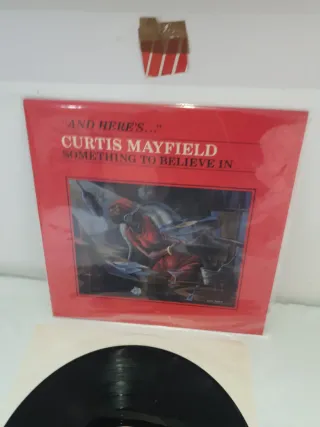 "AND HERE'S..."
CURTIS MAYFIELD
SOMETHING TO BELIEVE IN